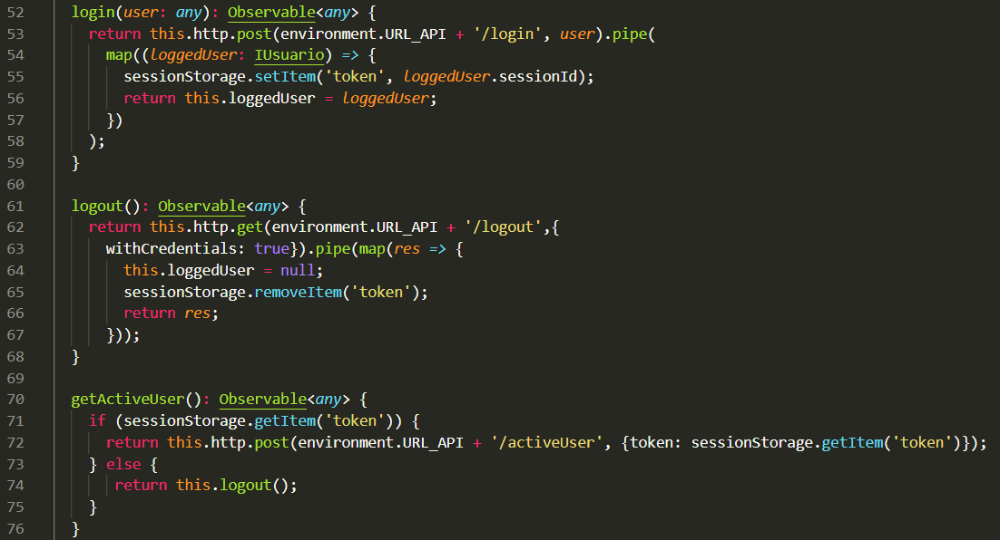 52 login(user: any): Observable<any> {
53 return this.http.post(environment.URL_API + '/login', user).pipe(
54 map((loggedUser: IUsuario) => {
55 sessionStorage.setItem('token', loggedUser.sessionId);
56 return this.loggedUser = loggedUser;
57 })
58 );
59 }
60
61 logout(): Observable<any> {
62 return this.http.get(environment.URL_API + '/logout',{
63 withCredentials: true}).pipe(map(res => {
64 this.loggedUser = null;
65 sessionStorage.removeItem('token');
66 return res;
67 }));
68 }
69
70 getActiveUser(): Observable<any> {
71 if (sessionStorage.getItem('token')) {
72 return this.http.post(environment.URL_API + '/activeUser', {token: sessionStorage.getItem('token')});
73 } else {
74 return this.logout();
75 }
76 }